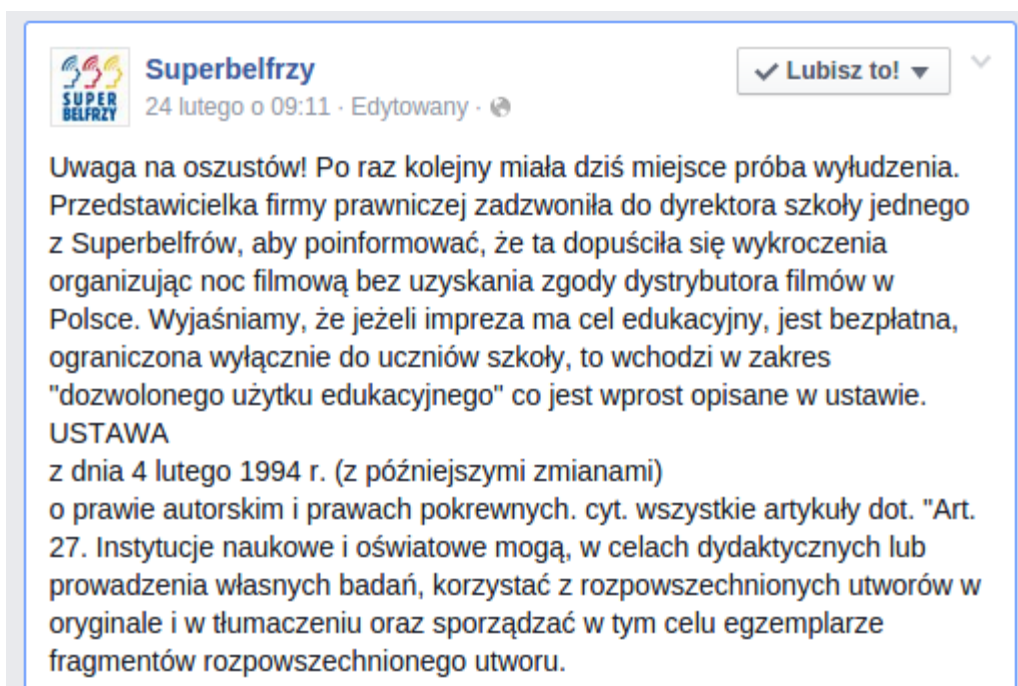 Superbelfrzy
SUPER
BELFRZY
24 lutego o 09:11 · Edytowany ·
Lubisz to!
Uwaga na oszustów! Po raz kolejny miała dziś miejsce próba wyłudzenia.
Przedstawicielka firmy prawniczej zadzwoniła do dyrektora szkoły jednego
z Superbelfrów, aby poinformować, że ta dopuściła się wykroczenia
organizując noc filmową bez uzyskania zgody dystrybutora filmów w
Polsce. Wyjaśniamy, że jeżeli impreza ma cel edukacyjny, jest bezpłatna,
ograniczona wyłącznie do uczniów szkoły, to wchodzi w zakres
"dozwolonego użytku edukacyjnego" co jest wprost opisane w ustawie.
USTAWA
z dnia 4 lutego 1994 r. (z późniejszymi zmianami)
o prawie autorskim i prawach pokrewnych. cyt. wszystkie artykuły dot. "Art.
27. Instytucje naukowe i oświatowe mogą, w celach dydaktycznych lub
prowadzenia własnych badań, korzystać z rozpowszechnionych utworów w
oryginale i w tłumaczeniu oraz sporządzać w tym celu egzemplarze
fragmentów rozpowszechnionego utworu.